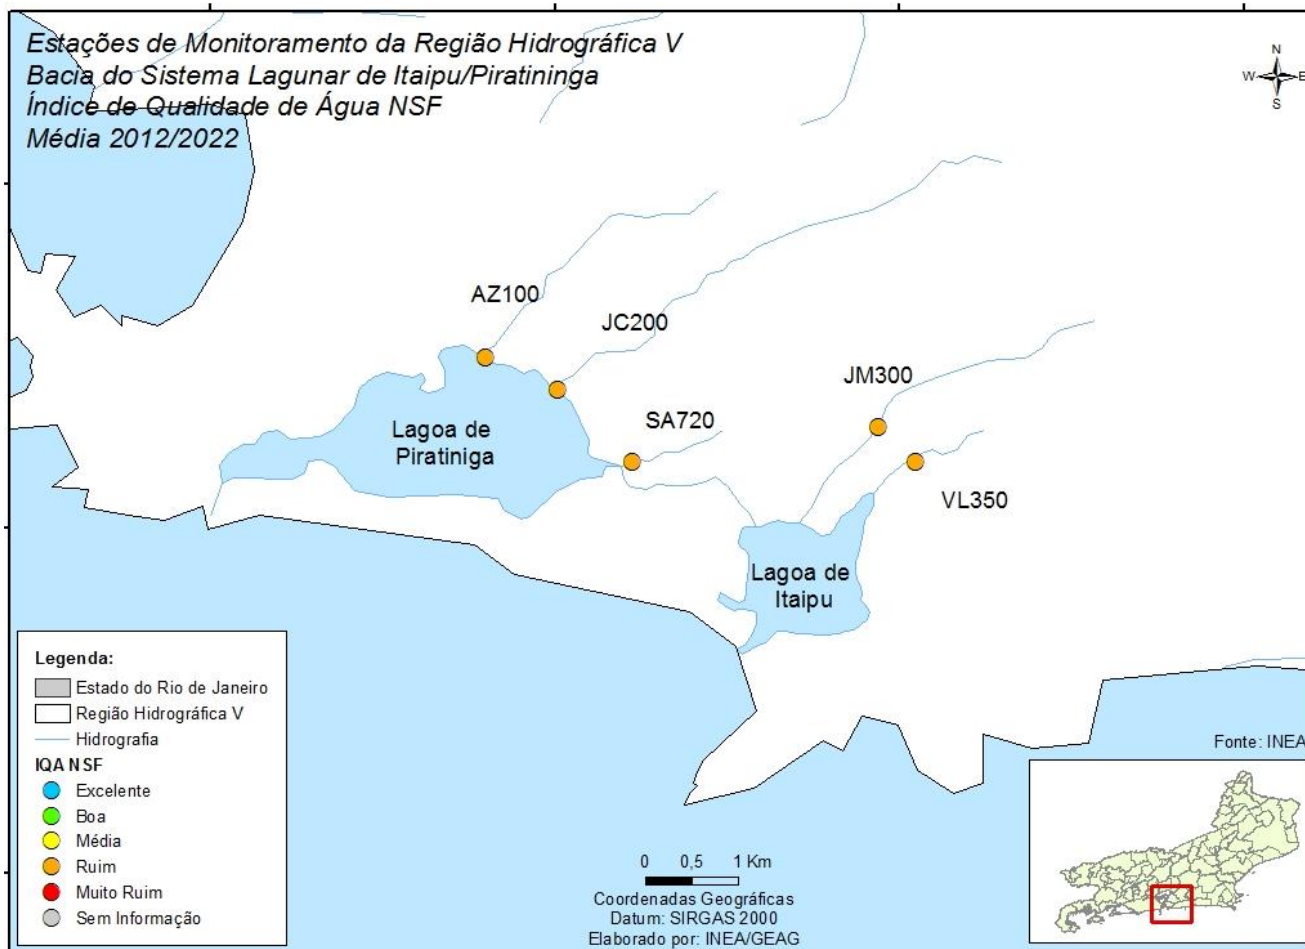 Estações de Monitoramento da Região Hidrográfica V
Bacia do Sistema Lagunar de Itaipu/Piratininga
Índice de Qualidade de Água NSF
Média 2012/2022
N
W
E
S
AZ100
JC200
JM300
SA720
VL350
Lagoa de
Piratiniga
Lagoa de
Itaipu
Legenda:
Estado do Rio de Janeiro
Região Hidrográfica V
Hidrografia
IQA NSF
Excelente
Boa
Média
Ruim
Muito Ruim
Sem Informação
0 0,5 1 Km
Coordenadas Geográficas
Datum: SIRGAS 2000
Elaborado por: INEA/GEAG
Fonte: INEA